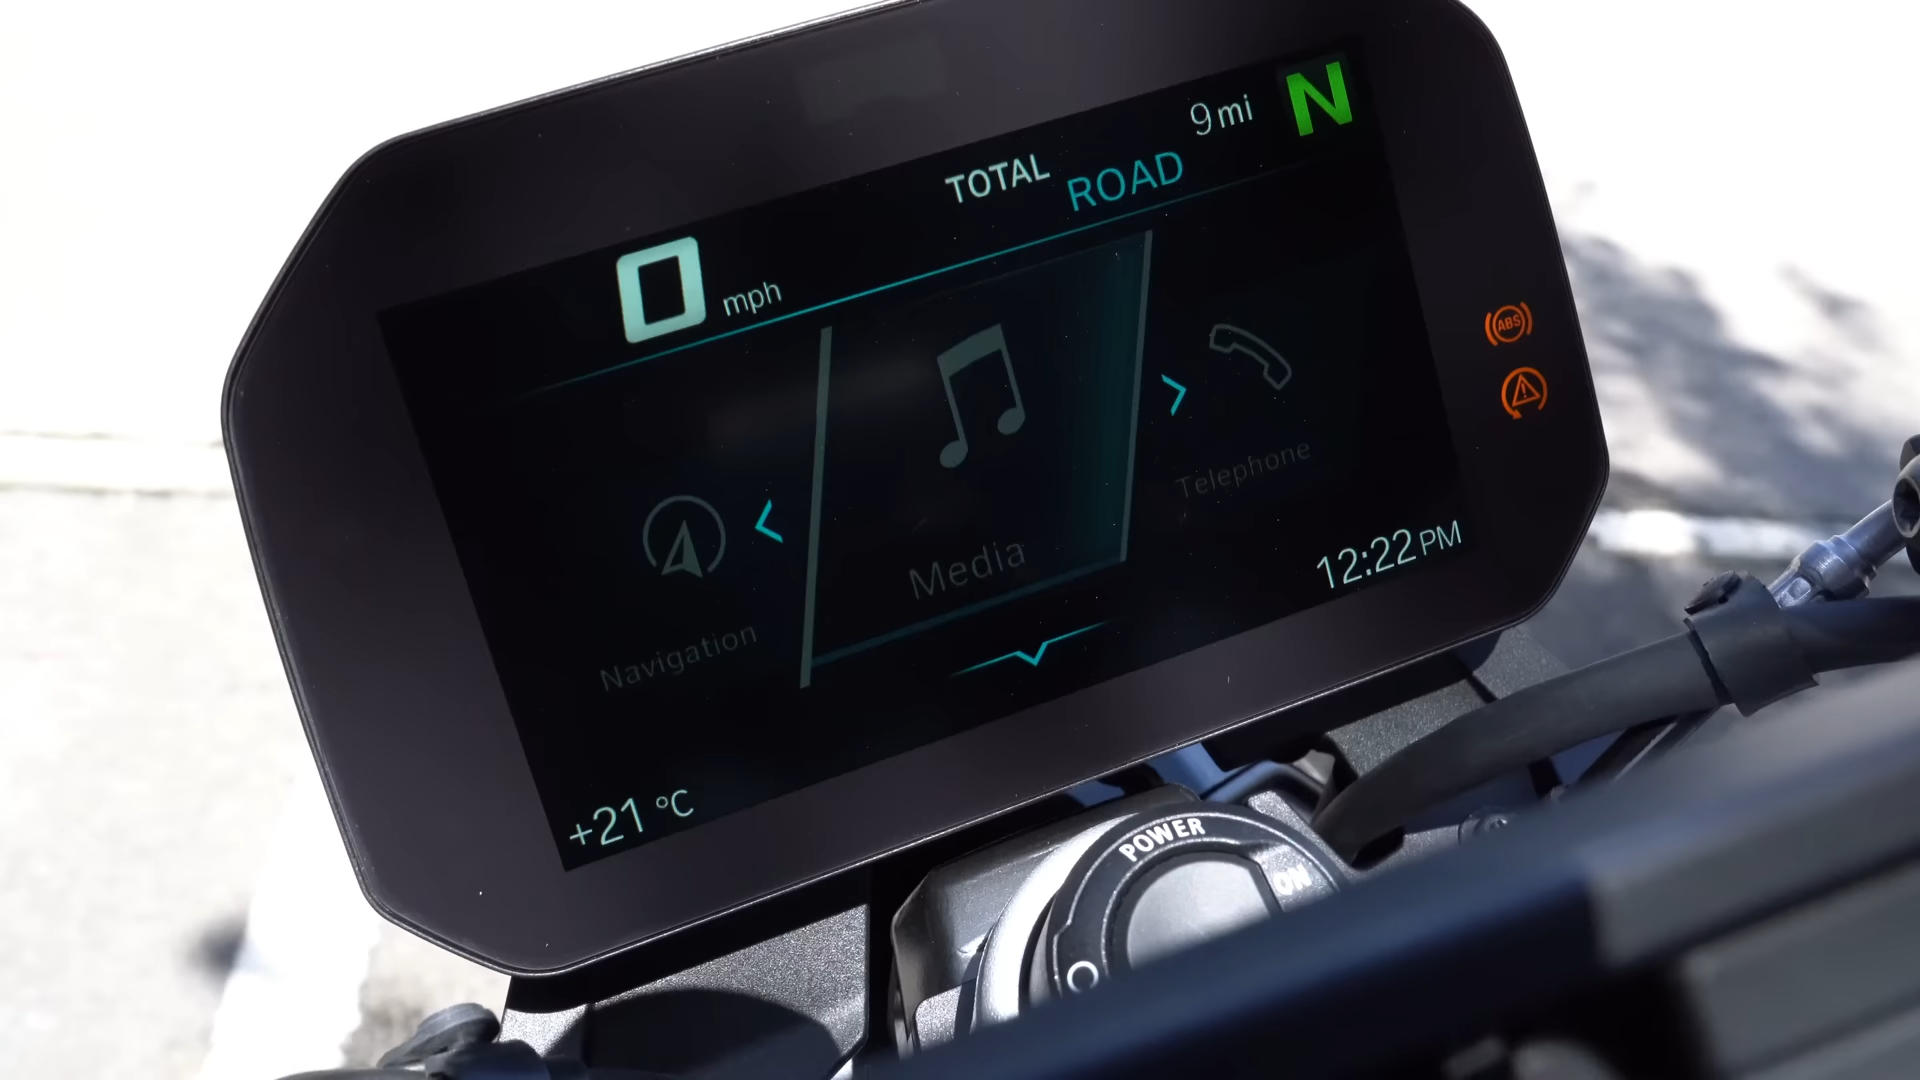 TOTAL 9 mi N
ROAD
0 mph
Navigation
Media
Telephone
ABS
12:22 PM
+21 °C
POWER
ON